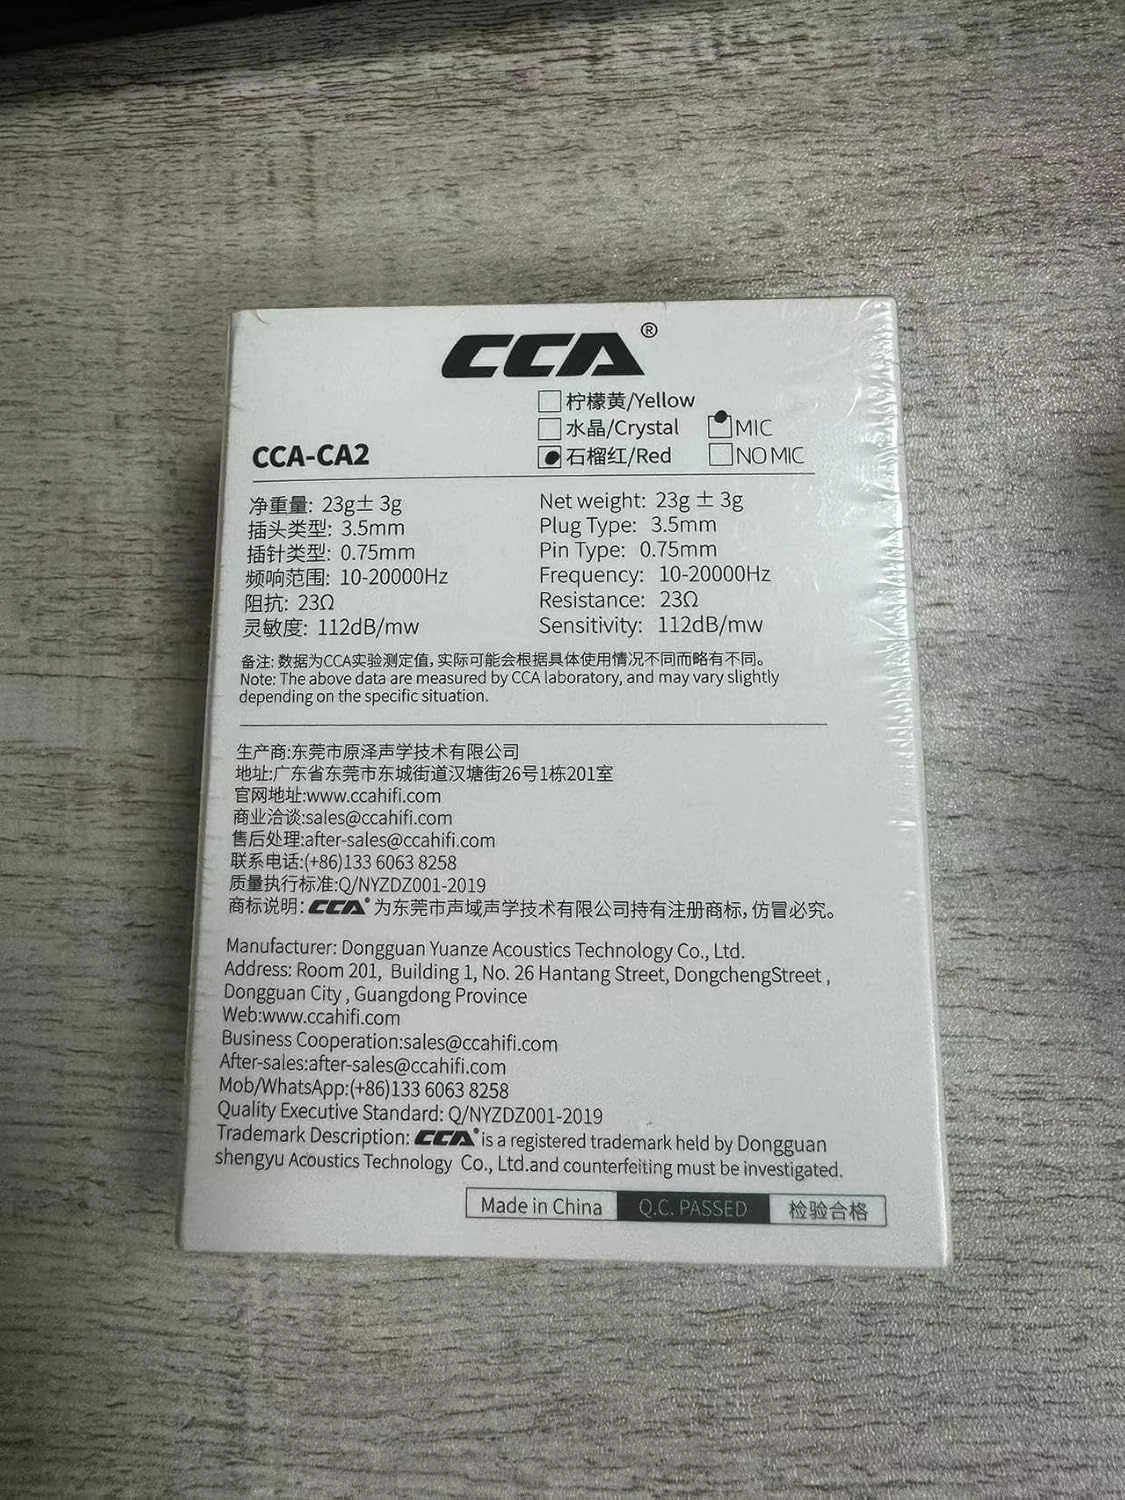 CCA®
柠檬黄/Yellow
水晶/Crystal MIC
CCA-CA2 石榴红/Red NO MIC
净重量: 23g± 3g
插头类型: 3.5mm
插针类型: 0.75mm
频响范围: 10-20000Hz
阻抗: 23Ω
灵敏度: 112dB/mw
Net weight: 23g ± 3g
Plug Type: 3.5mm
Pin Type: 0.75mm
Frequency: 10-20000Hz
Resistance: 23Ω
Sensitivity: 112dB/mw
备注: 数据为CCA实验测定值, 实际可能会根据具体使用情况不同而略有不同。
Note: The above data are measured by CCA laboratory, and may vary slightly
depending on the specific situation.
生产商:东莞市原泽声学技术有限公司
地址:广东省东莞市东城街道汉塘街26号1栋201室
官网地址:www.ccahifi.com
商业洽谈:sales@ccahifi.com
售后处理:after-sales@ccahifi.com
联系电话:(+86)133 6063 8258
质量执行标准:Q/NYZDZ001-2019
商标说明: CCA® 为东莞市声域声学技术有限公司持有注册商标, 仿冒必究。
Manufacturer: Dongguan Yuanze Acoustics Technology Co., Ltd.
Address: Room 201, Building 1, No. 26 Hantang Street, DongchengStreet ,
Dongguan City , Guangdong Province
Web:www.ccahifi.com
Business Cooperation:sales@ccahifi.com
After-sales:after-sales@ccahifi.com
Mob/WhatsApp:(+86)133 6063 8258
Quality Executive Standard: Q/NYZDZ001-2019
Trademark Description: CCA® is a registered trademark held by Dongguan
shengyu Acoustics Technology Co., Ltd.and counterfeiting must be investigated.
Made in China Q.C. PASSED 检验合格